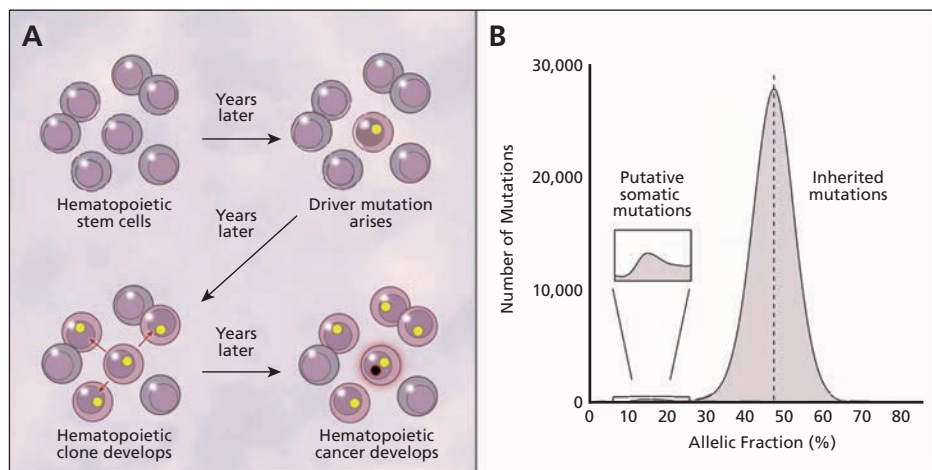 A
Years
later
Hematopoietic
stem cells
Driver mutation
arises
Years
later
Years
later
Hematopoietic
clone develops
Hematopoietic
cancer develops
B
30,000
20,000
10,000
0
Number of Mutations
Putative
somatic
mutations
Inherited
mutations
0 10 20 30 40 50 60 70 80
Allelic Fraction (%)